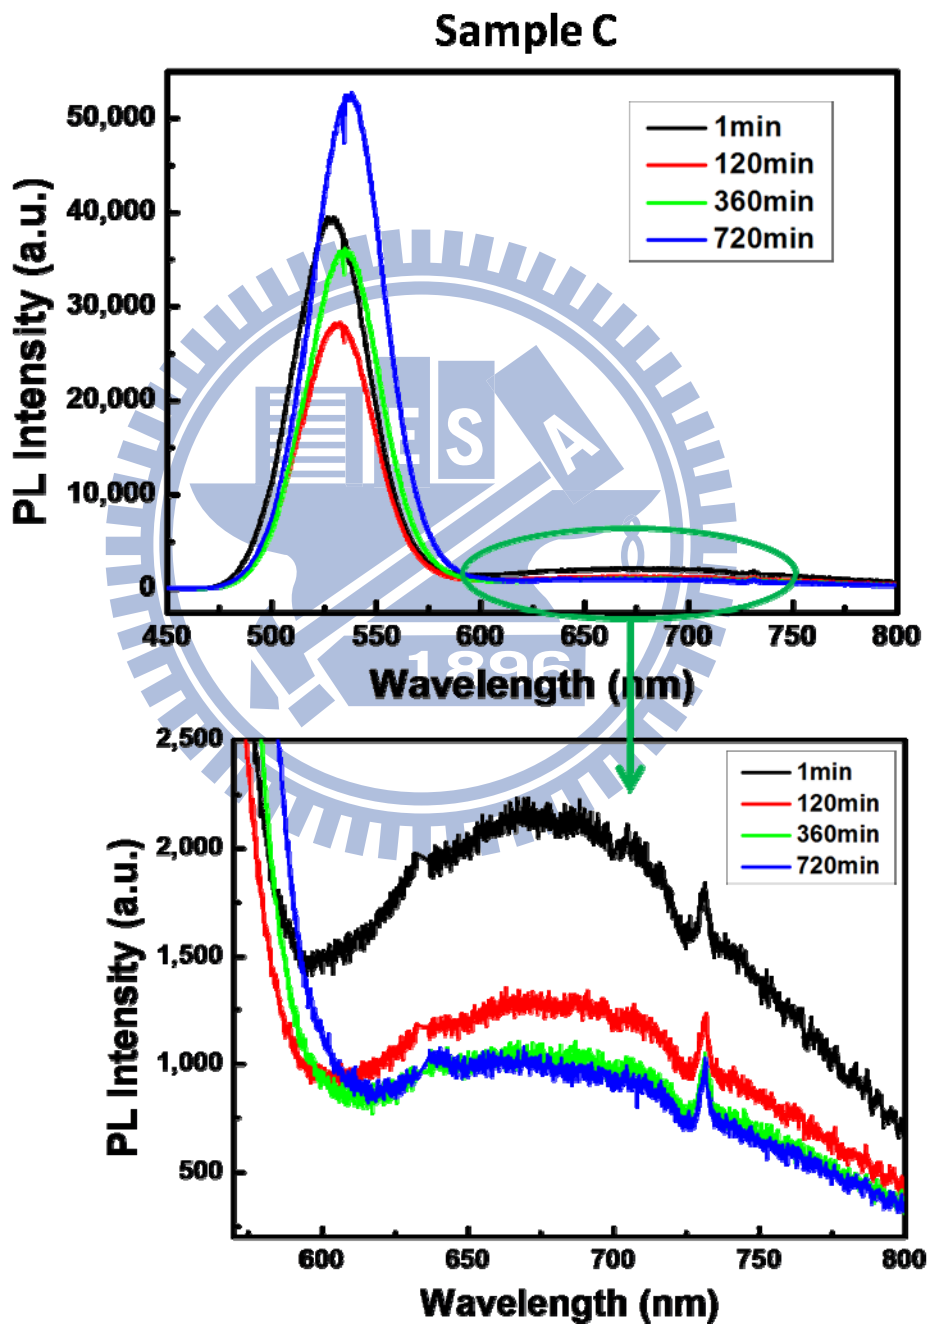 Sample C
50,000
40,000
30,000
20,000
10,000
0
PL Intensity (a.u.)
1min
120min
360min
720min
E S A
1896
450 500 550 600 650 700 750 800
Wavelength (nm)
2,500
2,000
1,500
1,000
500
PL Intensity (a.u.)
1min
120min
360min
720min
600 650 700 750 800
Wavelength (nm)